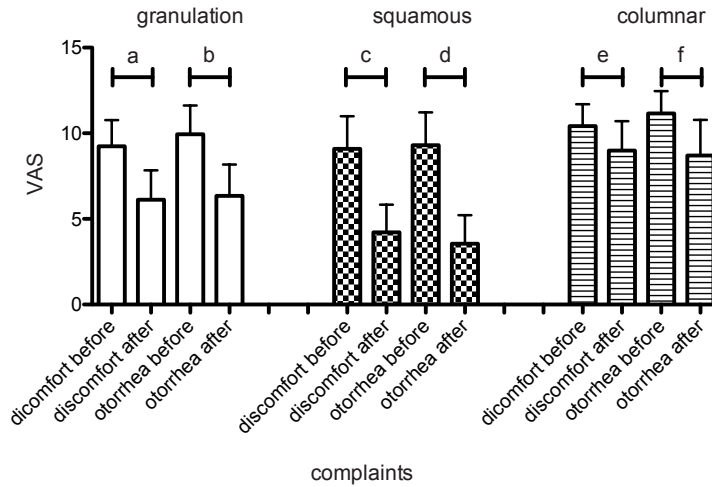 granulation squamous columnar
15
a b c d e f
10
VAS
5
0
dicomfort before
discomfort after
otorrhea before
otorrhea after
discomfort before
discomfort after
otorrhea before
otorrhea after
dicomfort before
discomfort after
otorrhea before
otorrhea after
complaints